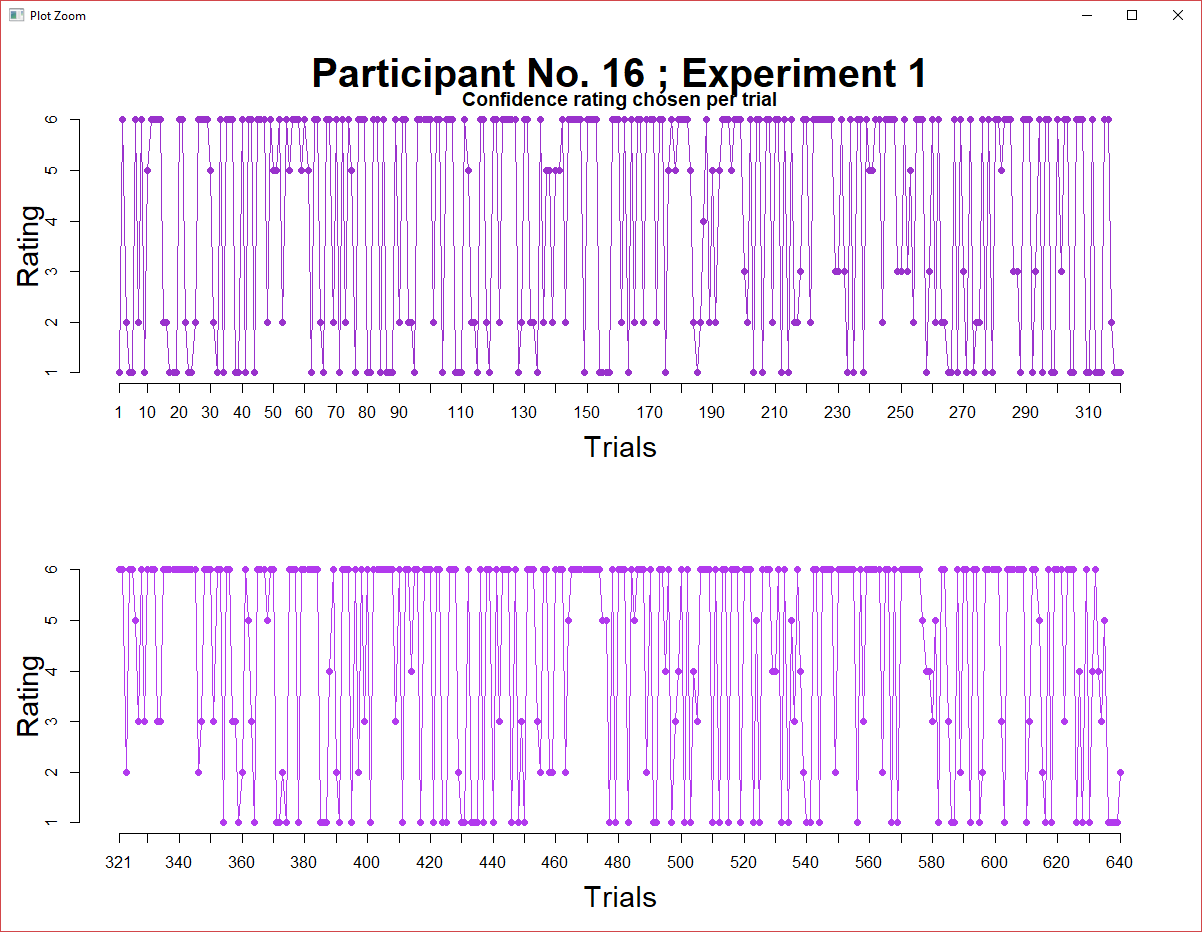 Plot Zoom
Participant No. 16 ; Experiment 1
Confidence rating chosen per trial
Rating
6
5
4
3
2
1
1 10 20 30 40 50 60 70 80 90 110 130 150 170 190 210 230 250 270 290 310
Trials
Rating
6
5
4
3
2
1
321 340 360 380 400 420 440 460 480 500 520 540 560 580 600 620 640
Trials